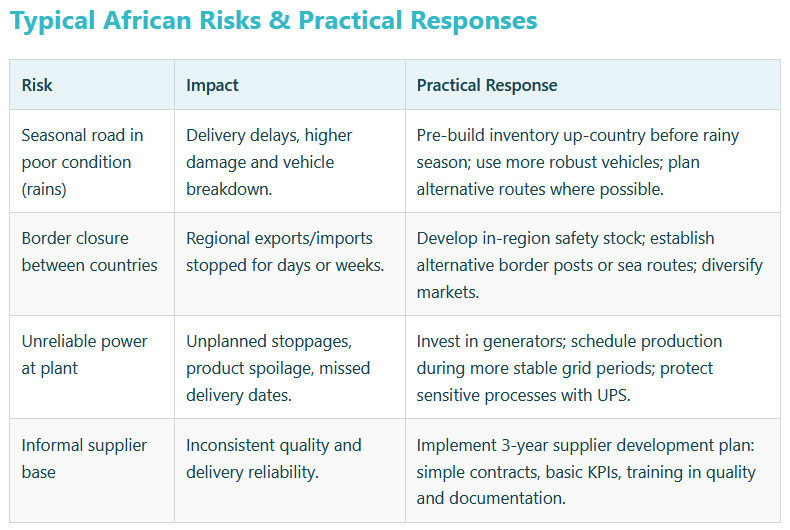 Typical African Risks & Practical Responses
Risk
Impact
Practical Response
Seasonal road in
poor condition
(rains)
Delivery delays, higher
damage and vehicle
breakdown.
Pre-build inventory up-country before rainy
season; use more robust vehicles; plan
alternative routes where possible.
Border closure
between countries
Regional exports/imports
stopped for days or weeks.
Develop in-region safety stock; establish
alternative border posts or sea routes; diversify
markets.
Unreliable power
at plant
Unplanned stoppages,
product spoilage, missed
delivery dates.
Invest in generators; schedule production
during more stable grid periods; protect
sensitive processes with UPS.
Informal supplier
base
Inconsistent quality and
delivery reliability.
Implement 3-year supplier development plan:
simple contracts, basic KPIs, training in quality
and documentation.